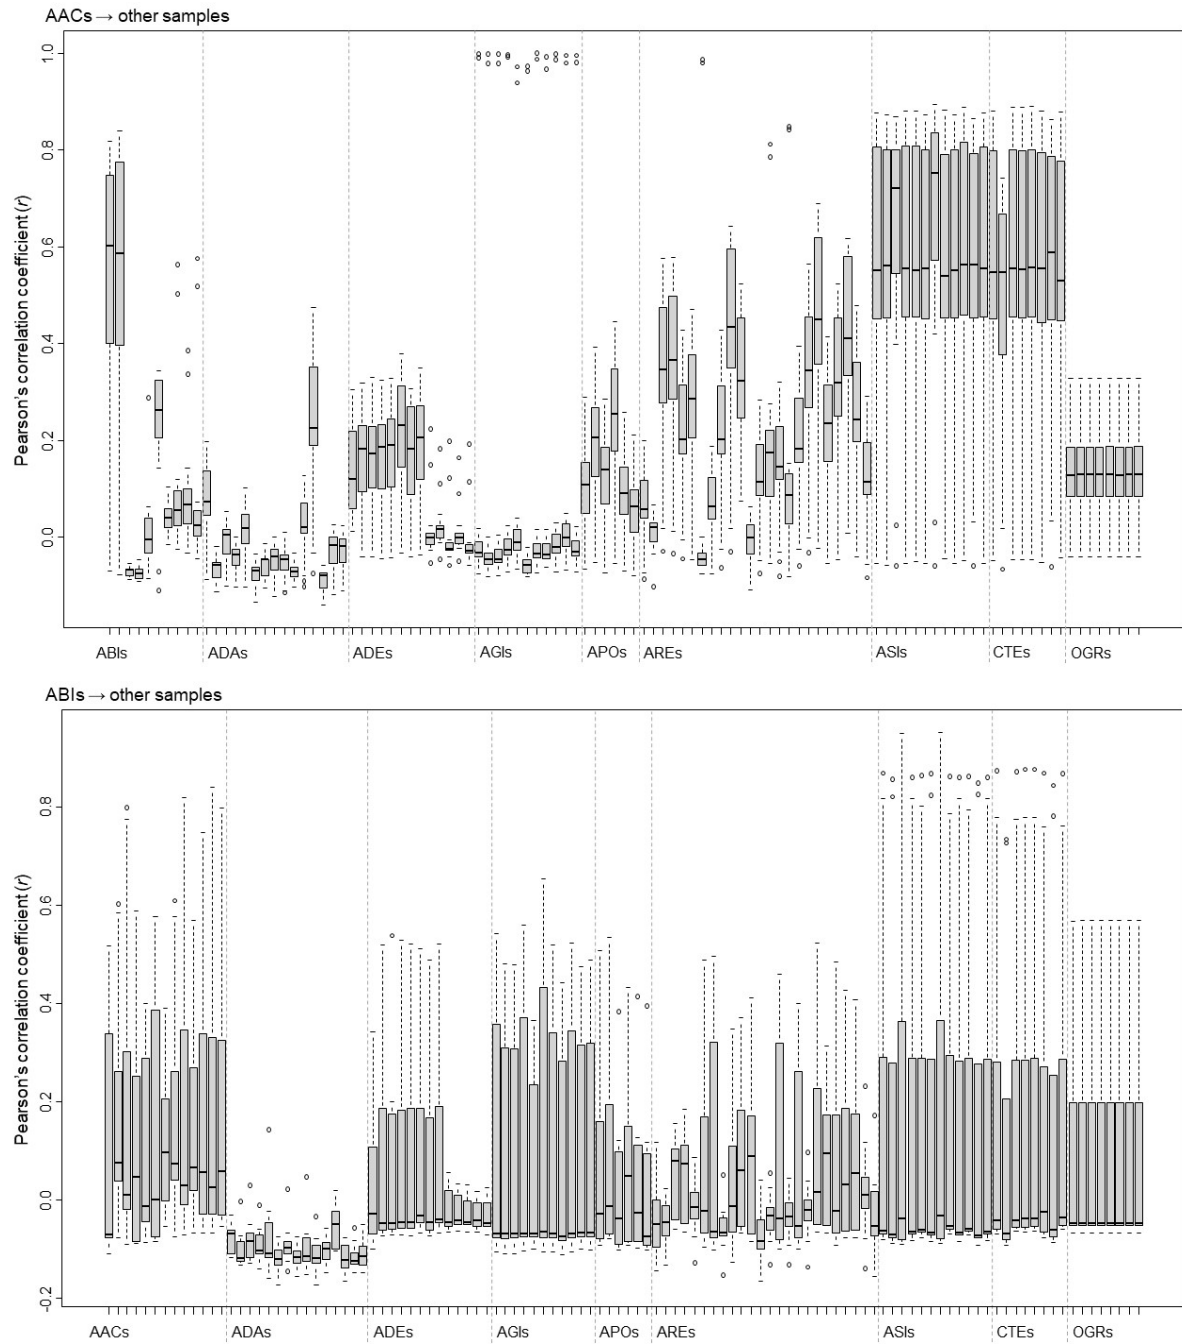 AACs → other samples
Pearson's correlation coefficient (r)
1.0
0.8
0.6
0.4
0.2
0.0
ABIs ADAs ADEs AGIs APOs AREs ASIs CTEs OGRs
ABIs → other samples
Pearson's correlation coefficient (r)
0.8
0.6
0.4
0.2
0.0
-0.2
AACs ADAs ADEs AGIs APOs AREs ASIs CTEs OGRs